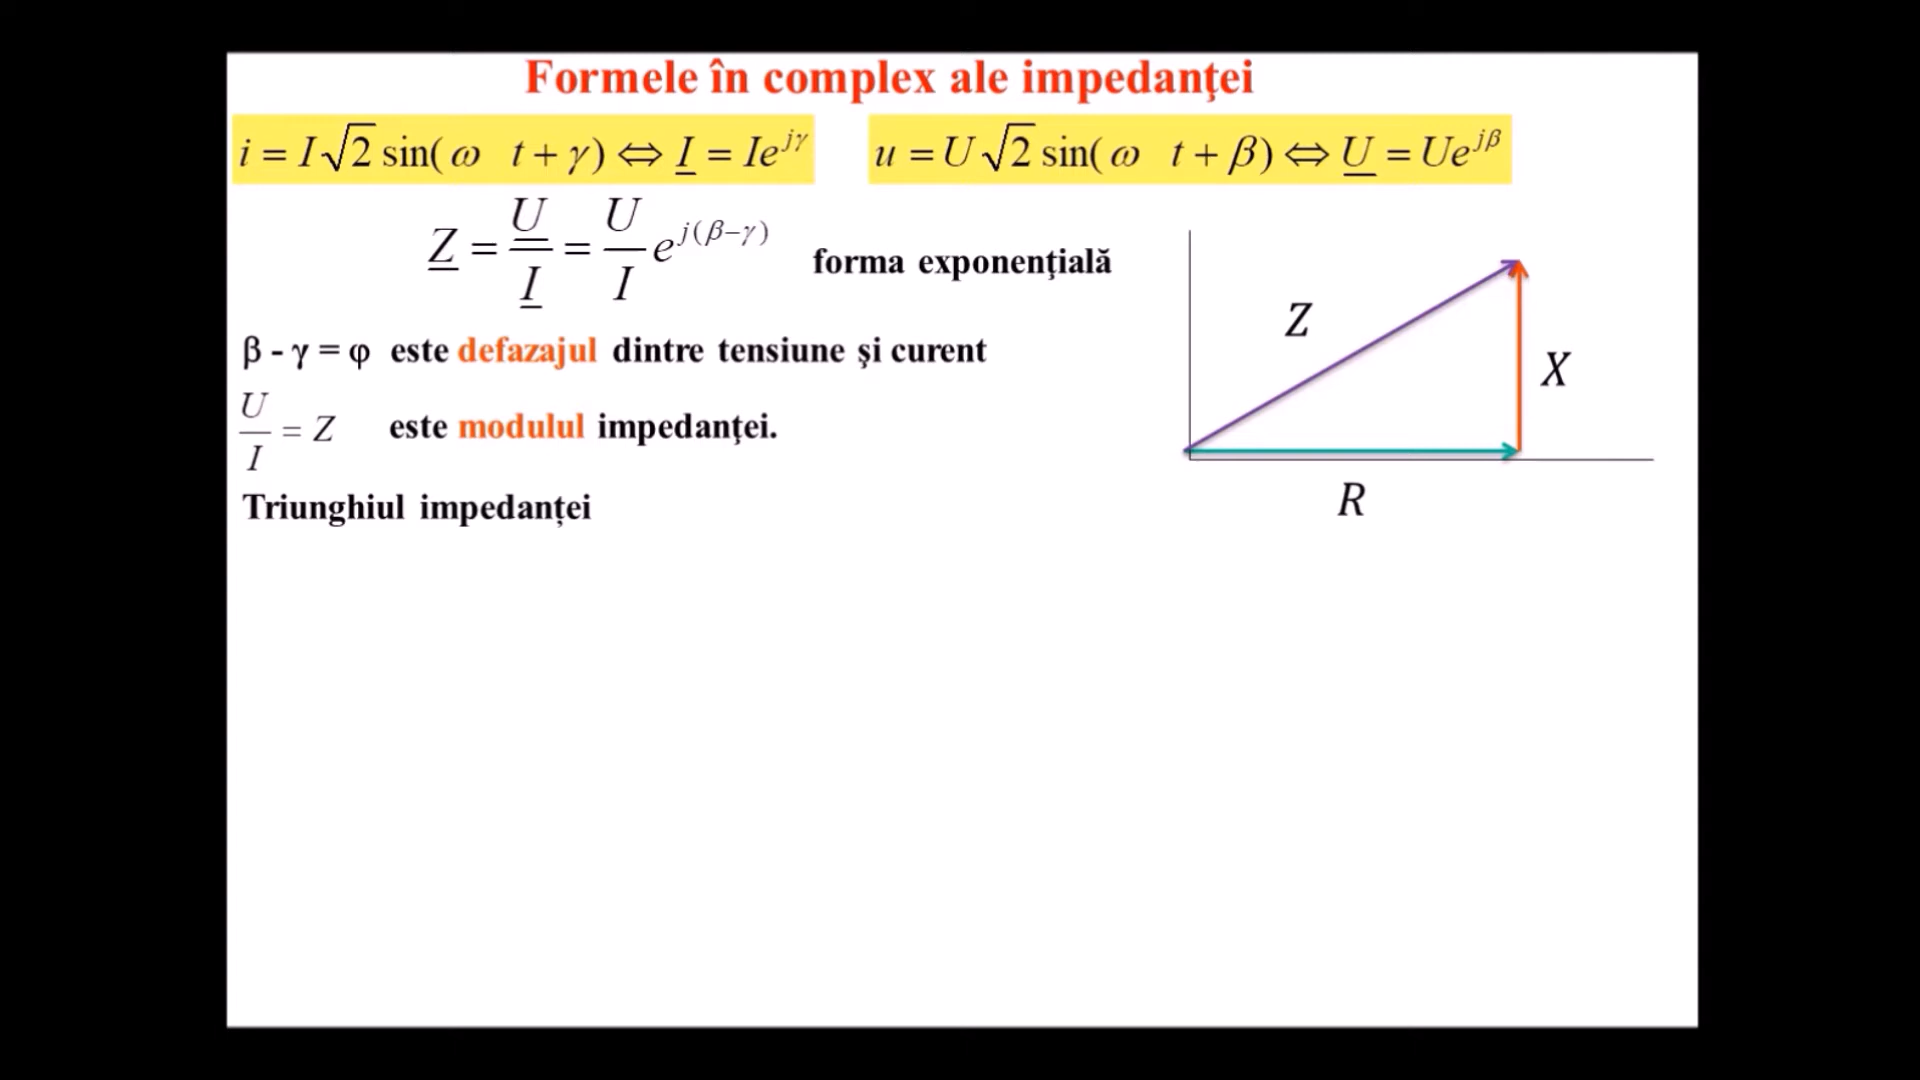 Formele în complex ale impedanţei
i = I√2 sin( ω t + γ ) ⇔ I̲ = Ie^{jγ}
u = U√2 sin( ω t + β ) ⇔ U̲ = Ue^{jβ}
Z̲ = U̲/I̲ = U/I e^{j(β−γ)} forma exponenţială
β - γ = φ este defazajul dintre tensiune şi curent
U/I = Z este modulul impedanţei.
Triunghiul impedanței
Z
X
R